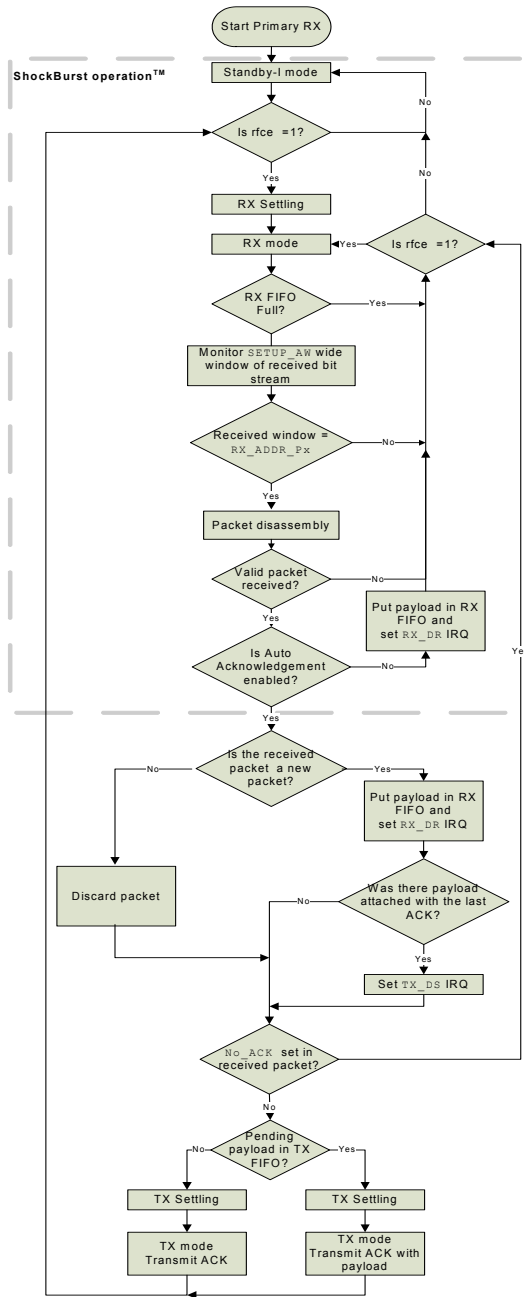 Start Primary RX
ShockBurst operation™
Standby-I mode
No
Is rfce =1?
Yes
No
RX Settling
RX mode
Yes
Is rfce =1?
RX FIFO
Full?
Yes
Monitor SETUP_AW wide
window of received bit
stream
Received window =
RX_ADDR_Px
No
Yes
Packet disassembly
Valid packet
received?
No
Yes
Put payload in RX
FIFO and
set RX_DR IRQ
Ye
Is Auto
Acknowledgement
enabled?
No
Yes
Is the received
packet a new
packet?
No
Yes
Put payload in RX
FIFO and
set RX_DR IRQ
Discard packet
Was there payload
attached with the last
ACK?
No
Yes
Set TX_DS IRQ
No_ACK set in
received packet?
No
Pending
payload in TX
FIFO?
No
Yes
TX Settling
TX Settling
TX mode
Transmit ACK
TX mode
Transmit ACK with
payload